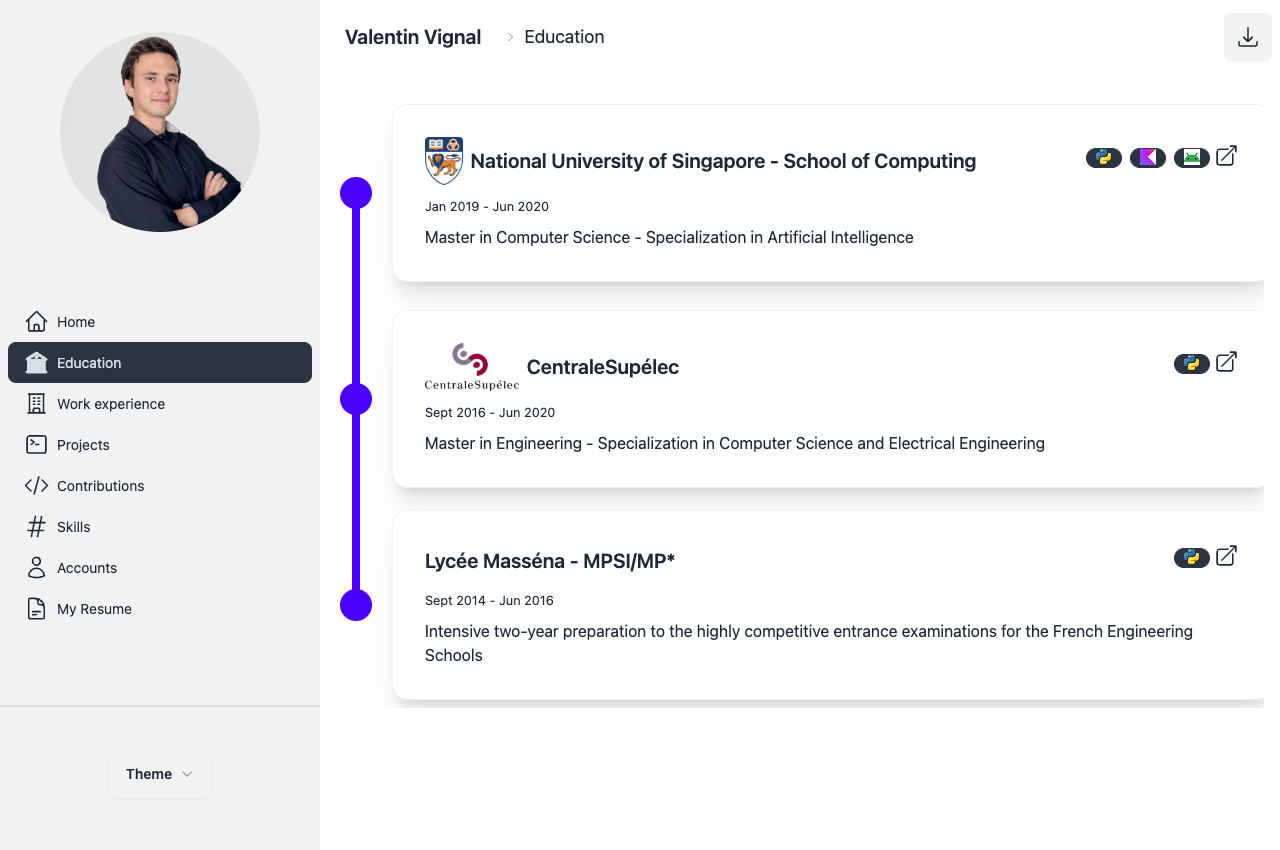 Valentin Vignal
Education
Home
Education
Work experience
Projects
Contributions
Skills
Accounts
My Resume
Theme
National University of Singapore - School of Computing
Jan 2019 - Jun 2020
Master in Computer Science - Specialization in Artificial Intelligence
CentraleSupélec
CentraleSupélec
Sept 2016 - Jun 2020
Master in Engineering - Specialization in Computer Science and Electrical Engineering
Lycée Masséna - MPSI/MP*
Sept 2014 - Jun 2016
Intensive two-year preparation to the highly competitive entrance examinations for the French Engineering
Schools